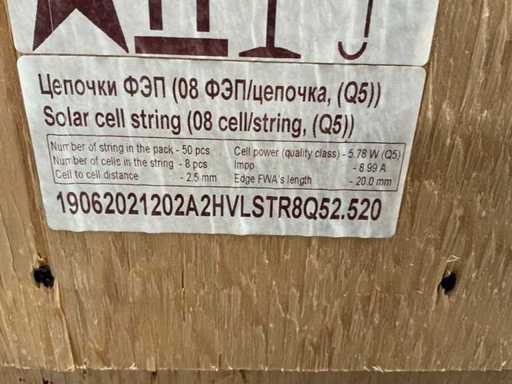 Цепочки ФЭП (08 ФЭП/цепочка, (Q5))
Solar cell string (08 cell/string, (Q5))
Number of string in the pack - 50 pcs
Number of cells in the string - 8 pcs
Cell to cell distance - 2.5 mm
Cell power (quality class) - 5.78 W (Q5)
Impp - 8.99 A
Edge FWA's length - 20.0 mm
19062021202A2HVLSTR8Q52.520